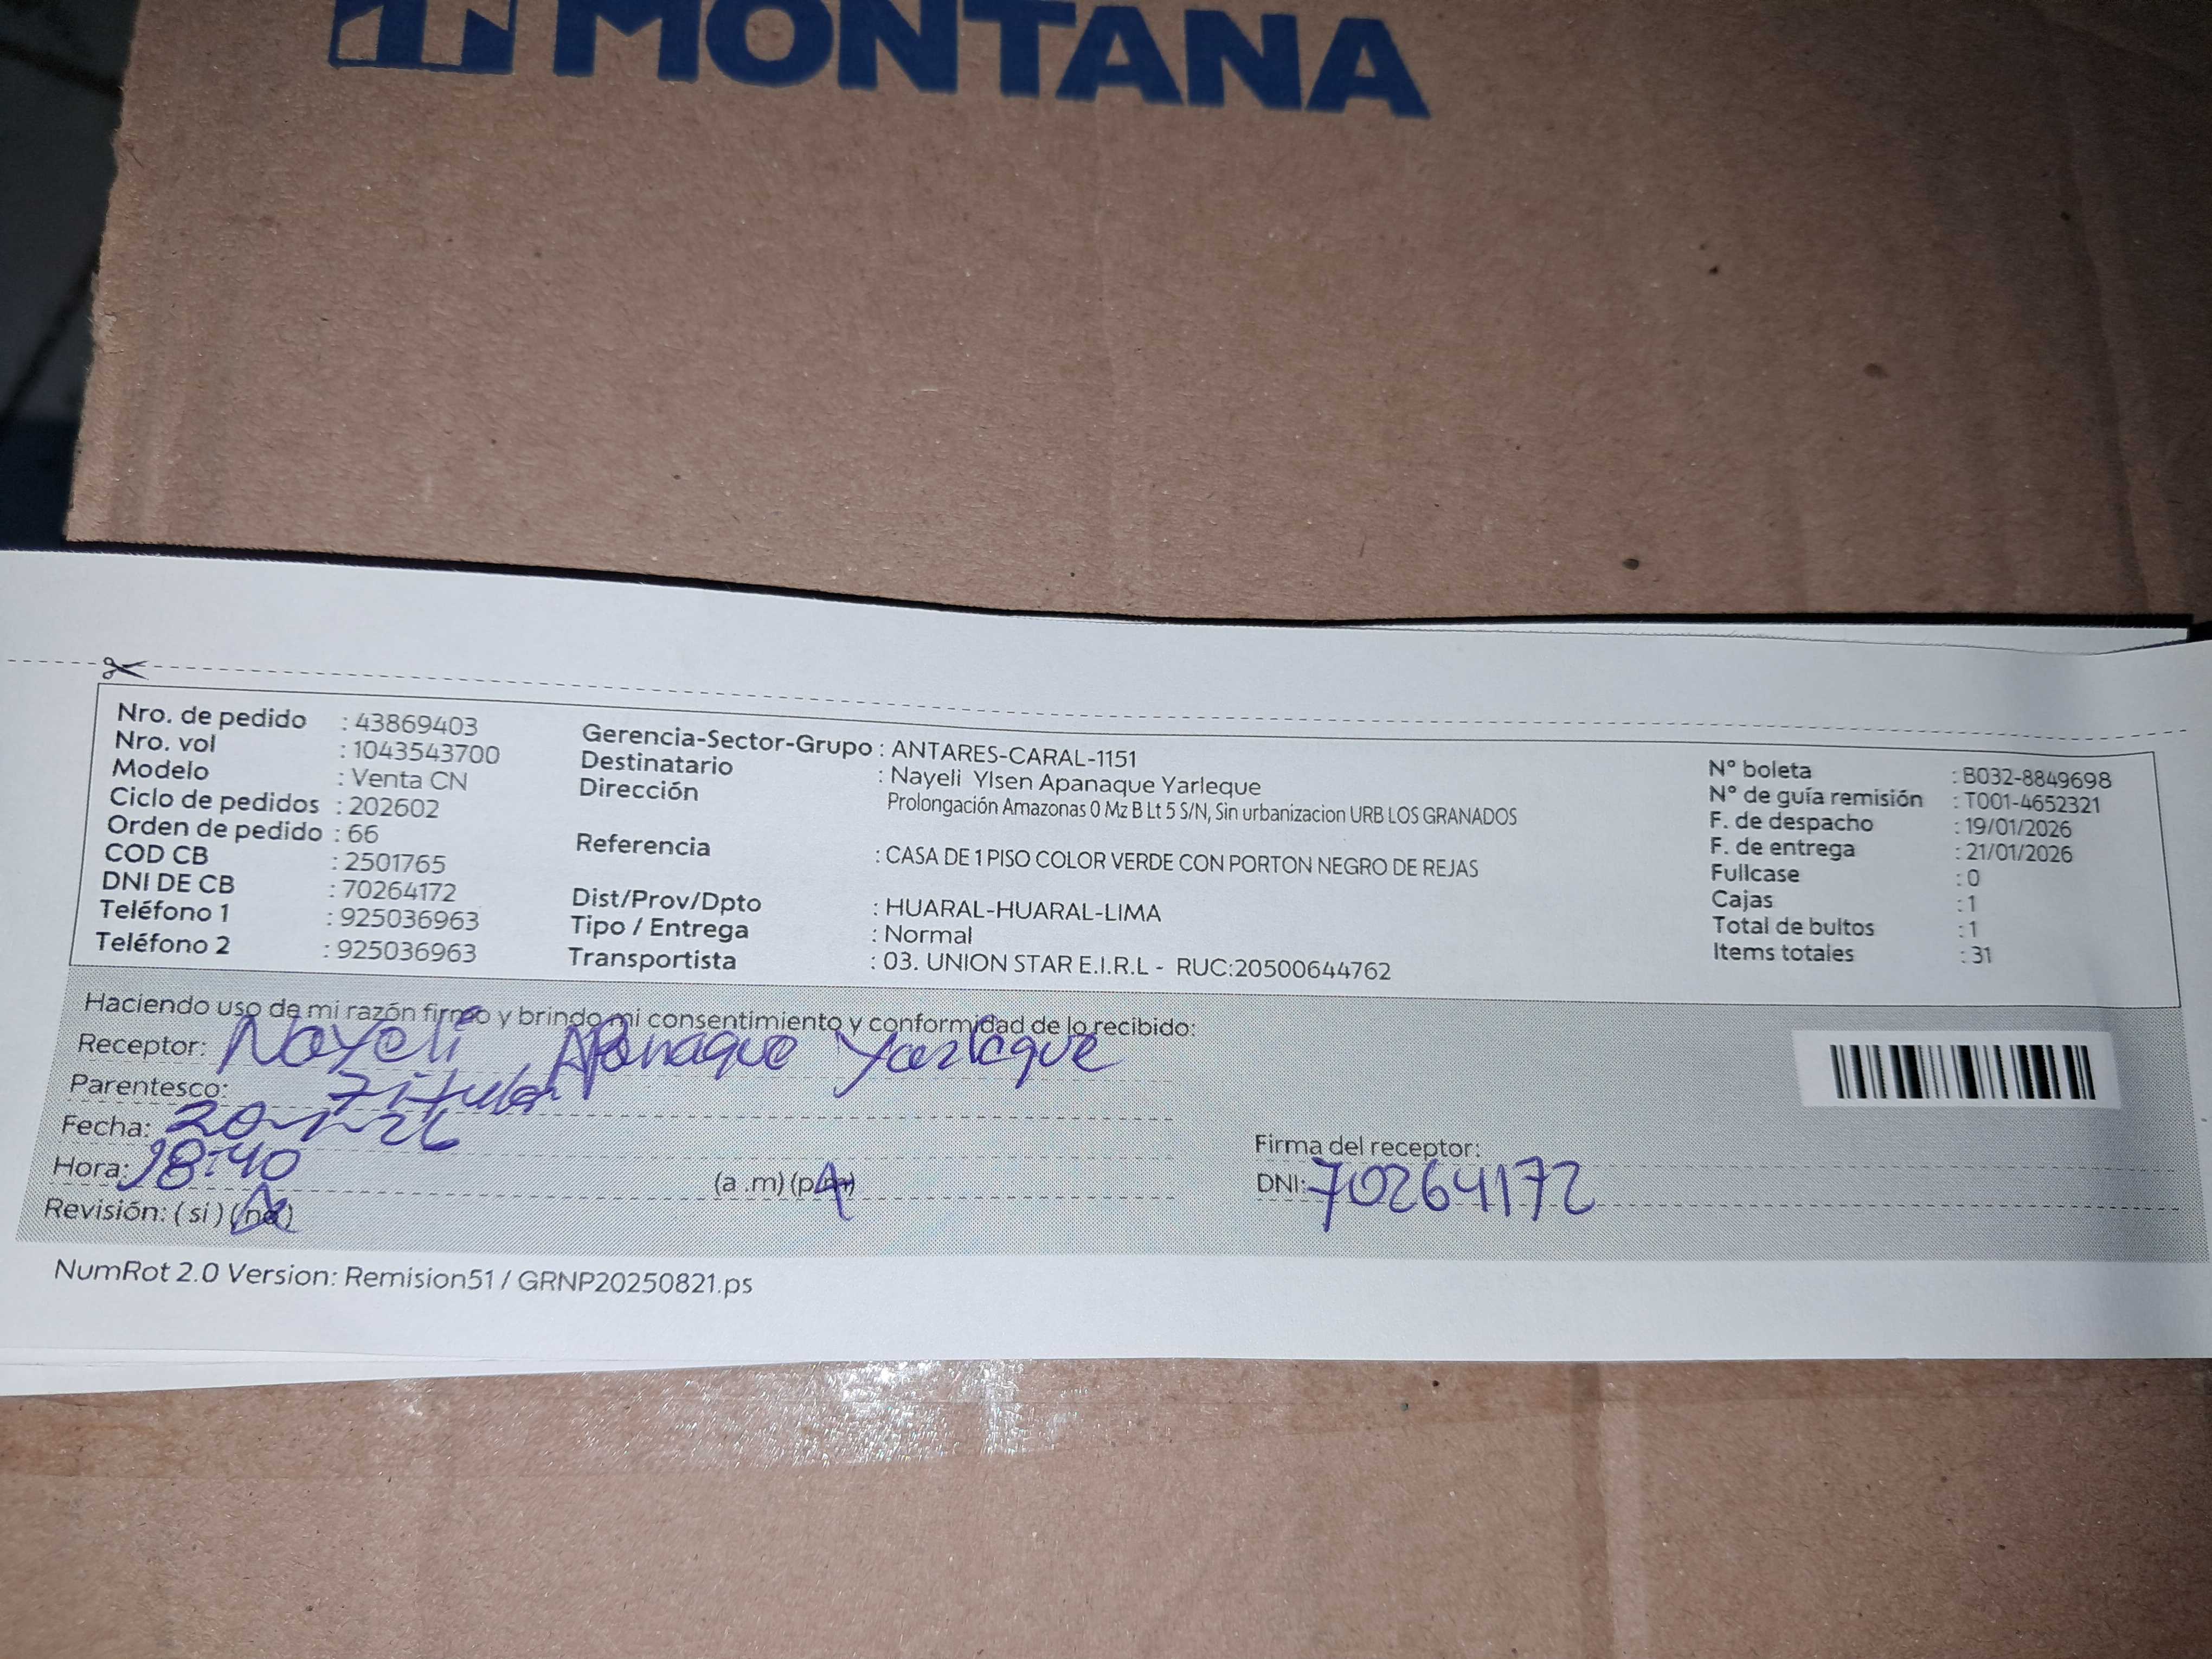 MONTANA
Nro. de pedido : 43869403
Nro. vol : 1043543700
Modelo : Venta CN
Ciclo de pedidos : 202602
Orden de pedido : 66
COD CB : 2501765
DNI DE CB : 70264172
Teléfono 1 : 925036963
Teléfono 2 : 925036963
Gerencia-Sector-Grupo : ANTARES-CARAL-1151
Destinatario : Nayeli Ylsen Apanaque Yarleque
Dirección Prolongación Amazonas 0 Mz B Lt 5 S/N, Sin urbanizacion URB LOS GRANADOS
Referencia : CASA DE 1 PISO COLOR VERDE CON PORTON NEGRO DE REJAS
Dist/Prov/Dpto : HUARAL-HUARAL-LIMA
Tipo / Entrega : Normal
Transportista : 03. UNION STAR E.I.R.L - RUC:20500644762
N° boleta : B032-8849698
N° de guía remisión : T001-4652321
F. de despacho : 19/01/2026
F. de entrega : 21/01/2026
Fullcase : 0
Cajas : 1
Total de bultos : 1
Items totales : 31
Haciendo uso de mi razón firmo y brindo mi consentimiento y conformidad de lo recibido:
Receptor: Nayeli Apanaque Yarleque
Parentesco: Titular
Fecha: 20-1-26
Hora: 18:40 (a .m) (p.m)
Revisión: ( si ) ( no )
Firma del receptor:
DNI: 70264172
NumRot 2.0 Version: Remision51 / GRNP20250821.ps